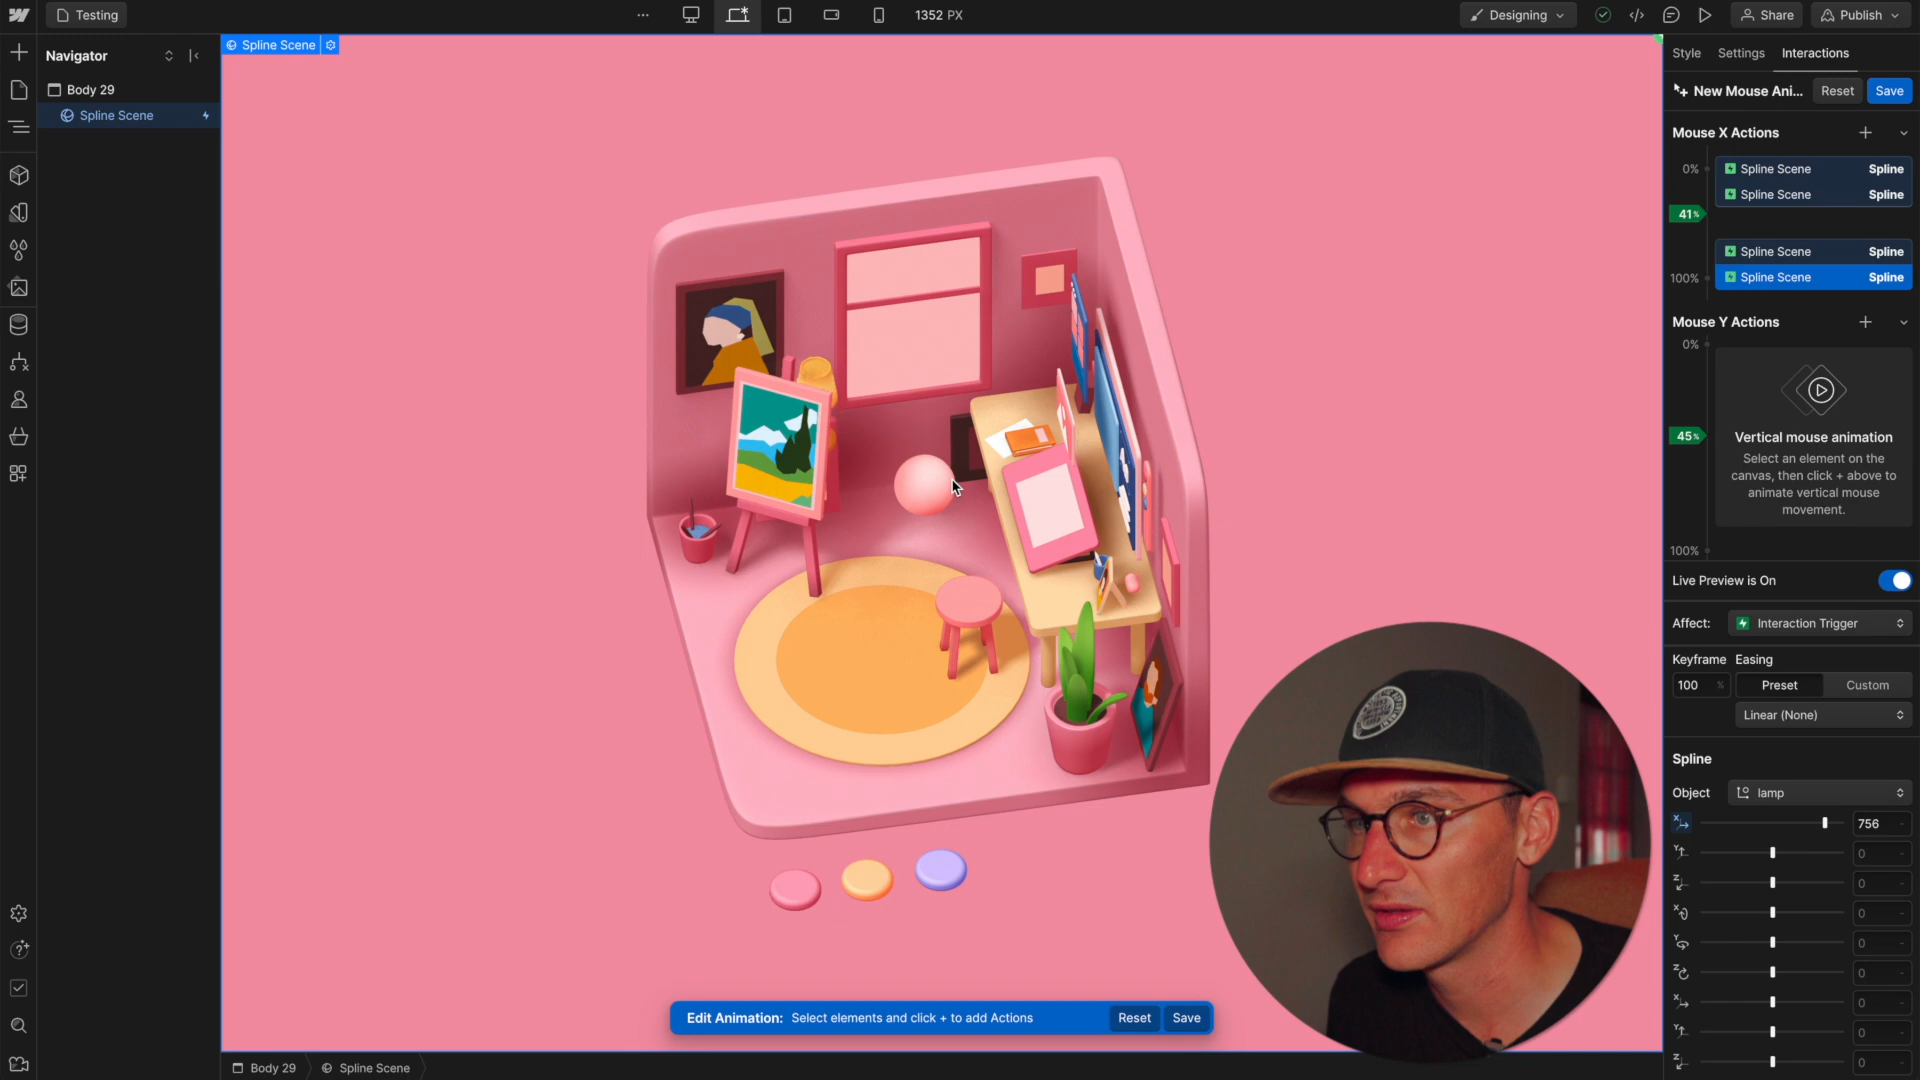 Testing
1352 PX
Designing
Share
Publish
Navigator
Body 29
Spline Scene
Spline Scene
Style
Settings
Interactions
New Mouse Ani...
Reset
Save
Mouse X Actions
0%
Spline Scene
Spline
Spline Scene
Spline
41%
Spline Scene
Spline
100%
Spline Scene
Spline
Mouse Y Actions
0%
45%
Vertical mouse animation
Select an element on the
canvas, then click + above to
animate vertical mouse
movement.
100%
Live Preview is On
Affect:
Interaction Trigger
Keyframe
Easing
100 %
Preset
Custom
Linear (None)
Spline
Object
lamp
X
756 -
Y
0 -
Z
0 -
X
0 -
Y
0 -
Z
0 -
X
0 -
Y
0 -
Z
0 -
Edit Animation: Select elements and click + to add Actions
Reset
Save
Body 29
Spline Scene